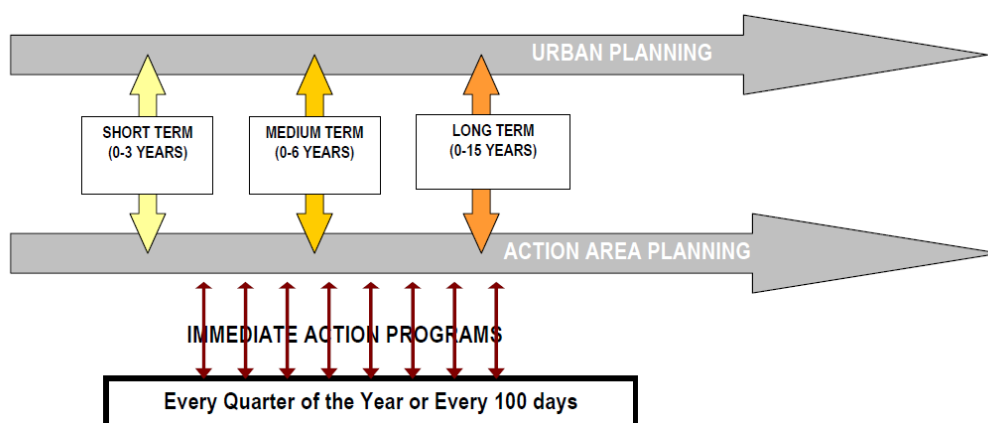 URBAN PLANNING
SHORT TERM
(0-3 YEARS)
MEDIUM TERM
(0-6 YEARS)
LONG TERM
(0-15 YEARS)
ACTION AREA PLANNING
IMMEDIATE ACTION PROGRAMS
Every Quarter of the Year or Every 100 days